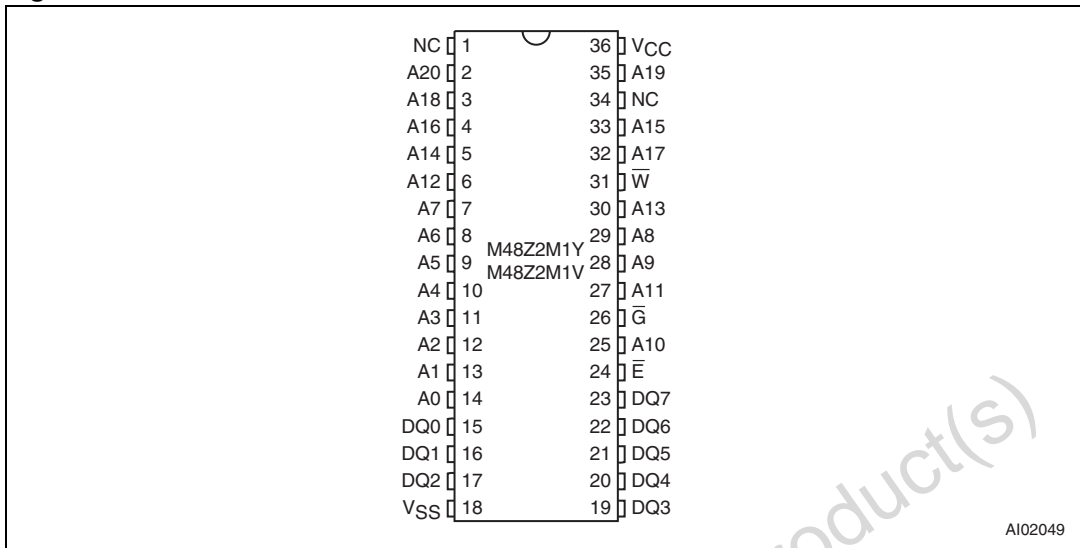 NC 1 36 VCC
A20 2 35 A19
A18 3 34 NC
A16 4 33 A15
A14 5 32 A17
A12 6 31 W̅
A7 7 30 A13
A6 8 29 A8
M48Z2M1Y
A5 9 28 A9
M48Z2M1V
A4 10 27 A11
A3 11 26 G̅
A2 12 25 A10
A1 13 24 E̅
A0 14 23 DQ7
DQ0 15 22 DQ6
DQ1 16 21 DQ5
DQ2 17 20 DQ4
VSS 18 19 DQ3
AI02049